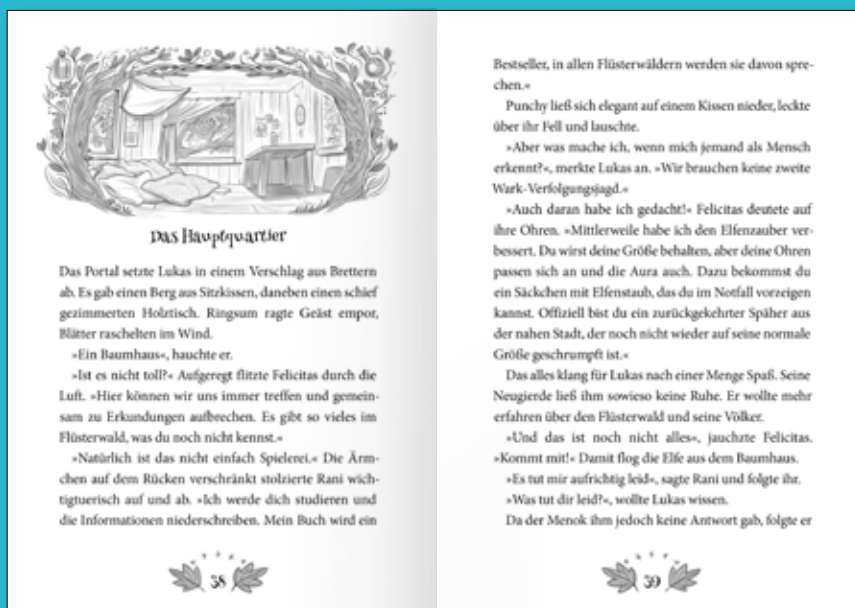 Das Hauptquartier
Das Portal setzte Lukas in einem Verschlag aus Brettern
ab. Es gab einen Berg aus Sitzkissen, daneben einen schief
gezimmerten Holztisch. Ringsum ragte Geäst empor,
Blätter raschelten im Wind.
»Ein Baumhaus«, hauchte er.
»Ist es nicht toll?« Aufgeregt flitzte Felicitas durch die
Luft. »Hier können wir uns immer treffen und gemein-
sam zu Erkundungen aufbrechen. Es gibt so vieles im
Flüsterwald, was du noch nicht kennst.«
»Natürlich ist das nicht einfach Spielerei.« Die Ärm-
chen auf dem Rücken verschränkt stolzierte Rani wich-
tigtuerisch auf und ab. »Ich werde dich studieren und
die Informationen niederschreiben. Mein Buch wird ein
38
Bestseller, in allen Flüsterwäldern werden sie davon spre-
chen.«
Punchy ließ sich elegant auf einem Kissen nieder, leckte
über ihr Fell und lauschte.
»Aber was mache ich, wenn mich jemand als Mensch
erkennt?«, merkte Lukas an. »Wir brauchen keine zweite
Wark-Verfolgungsjagd.«
»Auch daran habe ich gedacht!« Felicitas deutete auf
ihre Ohren. »Mittlerweile habe ich den Elfenzauber ver-
bessert. Du wirst deine Größe behalten, aber deine Ohren
passen sich an und die Aura auch. Dazu bekommst du
ein Säckchen mit Elfenstaub, das du im Notfall vorzeigen
kannst. Offiziell bist du ein zurückgekehrter Späher aus
der nahen Stadt, der noch nicht wieder auf seine normale
Größe geschrumpft ist.«
Das alles klang für Lukas nach einer Menge Spaß. Seine
Neugierde ließ ihm sowieso keine Ruhe. Er wollte mehr
erfahren über den Flüsterwald und seine Völker.
»Und das ist noch nicht alles«, jauchzte Felicitas.
»Kommt mit!« Damit flog die Elfe aus dem Baumhaus.
»Es tut mir aufrichtig leid«, sagte Rani und folgte ihr.
»Was tut dir leid?«, wollte Lukas wissen.
Da der Menok ihm jedoch keine Antwort gab, folgte er
39